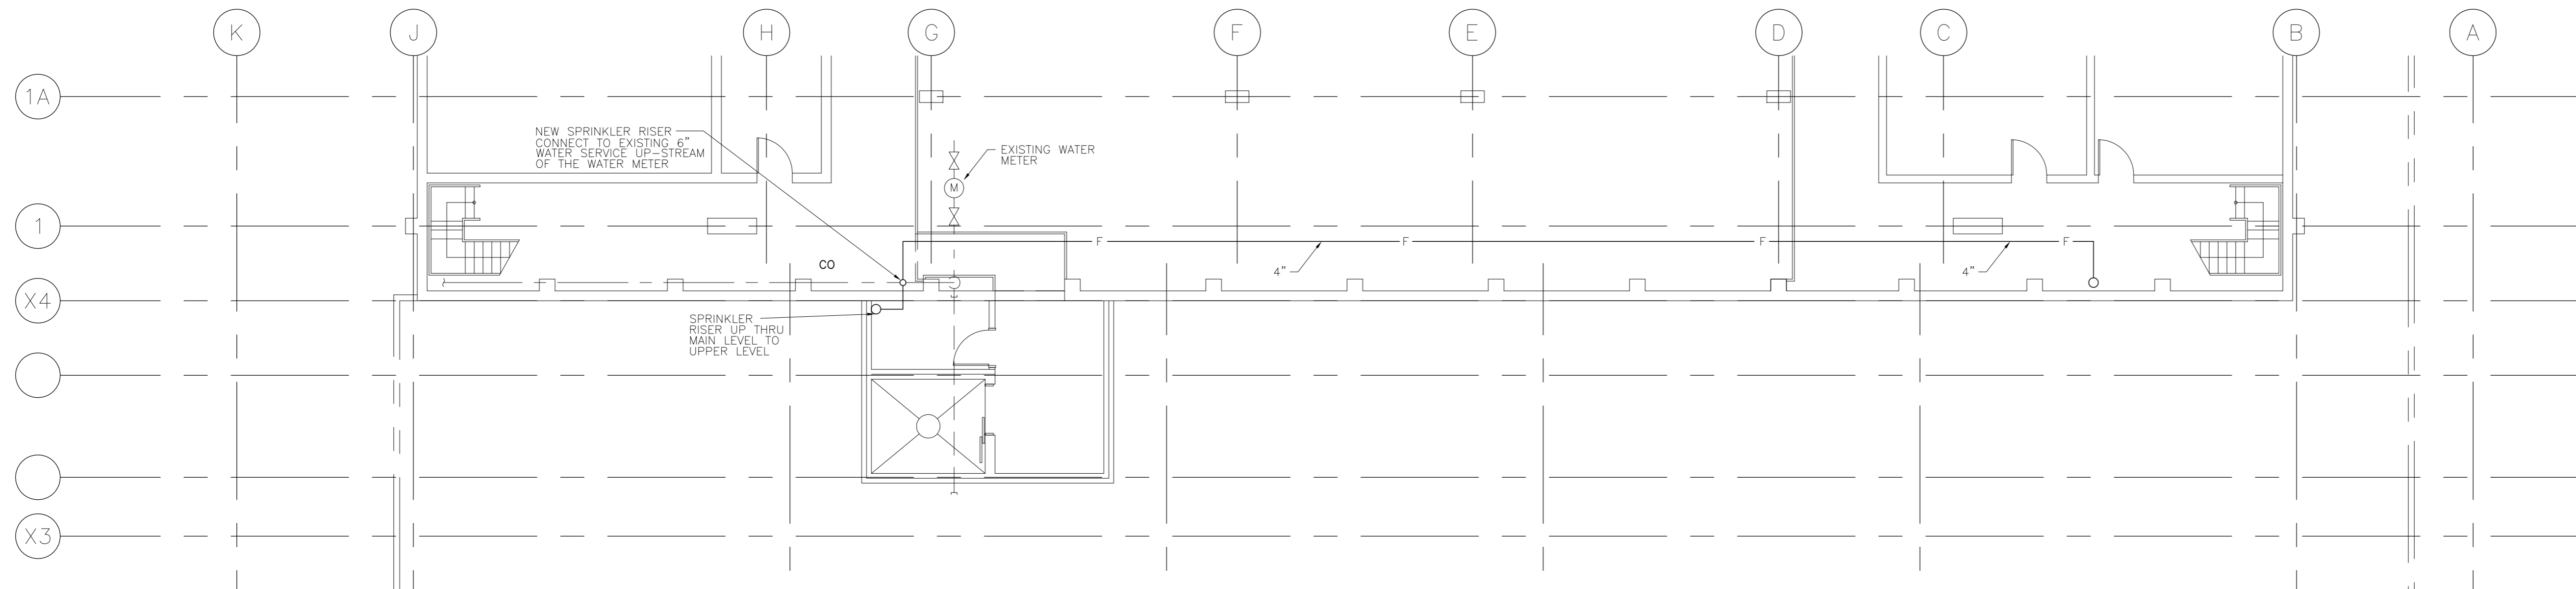 K
J
H
G
F
E
D
C
B
A
1A
NEW SPRINKLER RISER
CONNECT TO EXISTING 6"
WATER SERVICE UP-STREAM
OF THE WATER METER
EXISTING WATER
METER
M
1
F
F
F
F
CO
4"
4"
X4
SPRINKLER
RISER UP THRU
MAIN LEVEL TO
UPPER LEVEL
X3